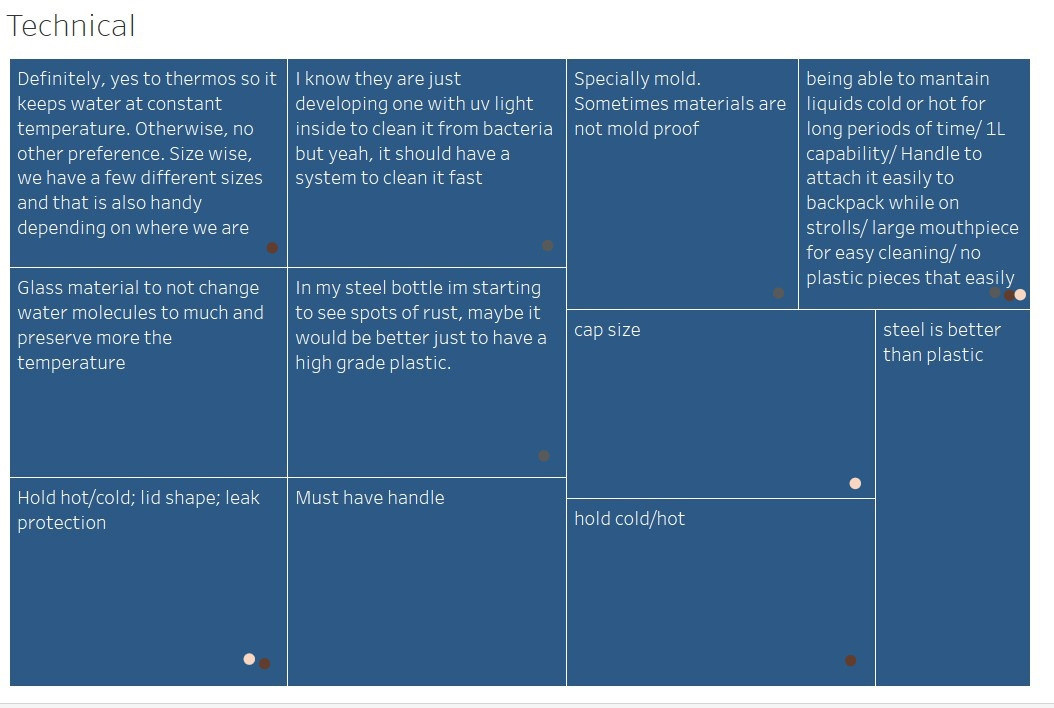 Technical
Definitely, yes to thermos so it
keeps water at constant
temperature. Otherwise, no
other preference. Size wise,
we have a few different sizes
and that is also handy
depending on where we are
I know they are just
developing one with uv light
inside to clean it from bacteria
but yeah, it should have a
system to clean it fast
Specially mold.
Sometimes materials are
not mold proof
being able to mantain
liquids cold or hot for
long periods of time/ 1L
capability/ Handle to
attach it easily to
backpack while on
strolls/ large mouthpiece
for easy cleaning/ no
plastic pieces that easily
Glass material to not change
water molecules to much and
preserve more the
temperature
In my steel bottle im starting
to see spots of rust, maybe it
would be better just to have a
high grade plastic.
cap size
steel is better
than plastic
Hold hot/cold; lid shape; leak
protection
Must have handle
hold cold/hot